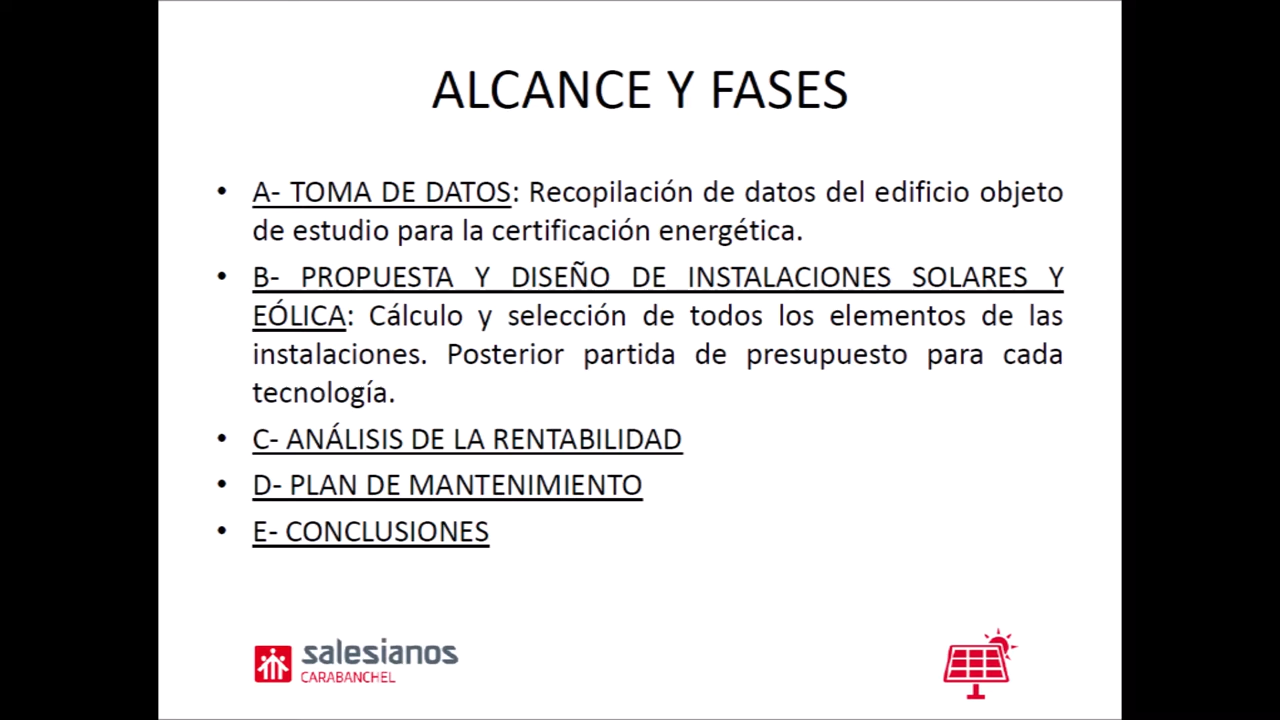 ALCANCE Y FASES
• A- TOMA DE DATOS: Recopilación de datos del edificio objeto
de estudio para la certificación energética.
• B- PROPUESTA Y DISEÑO DE INSTALACIONES SOLARES Y
EÓLICA: Cálculo y selección de todos los elementos de las
instalaciones. Posterior partida de presupuesto para cada
tecnología.
• C- ANÁLISIS DE LA RENTABILIDAD
• D- PLAN DE MANTENIMIENTO
• E- CONCLUSIONES
salesianos
CARABANCHEL